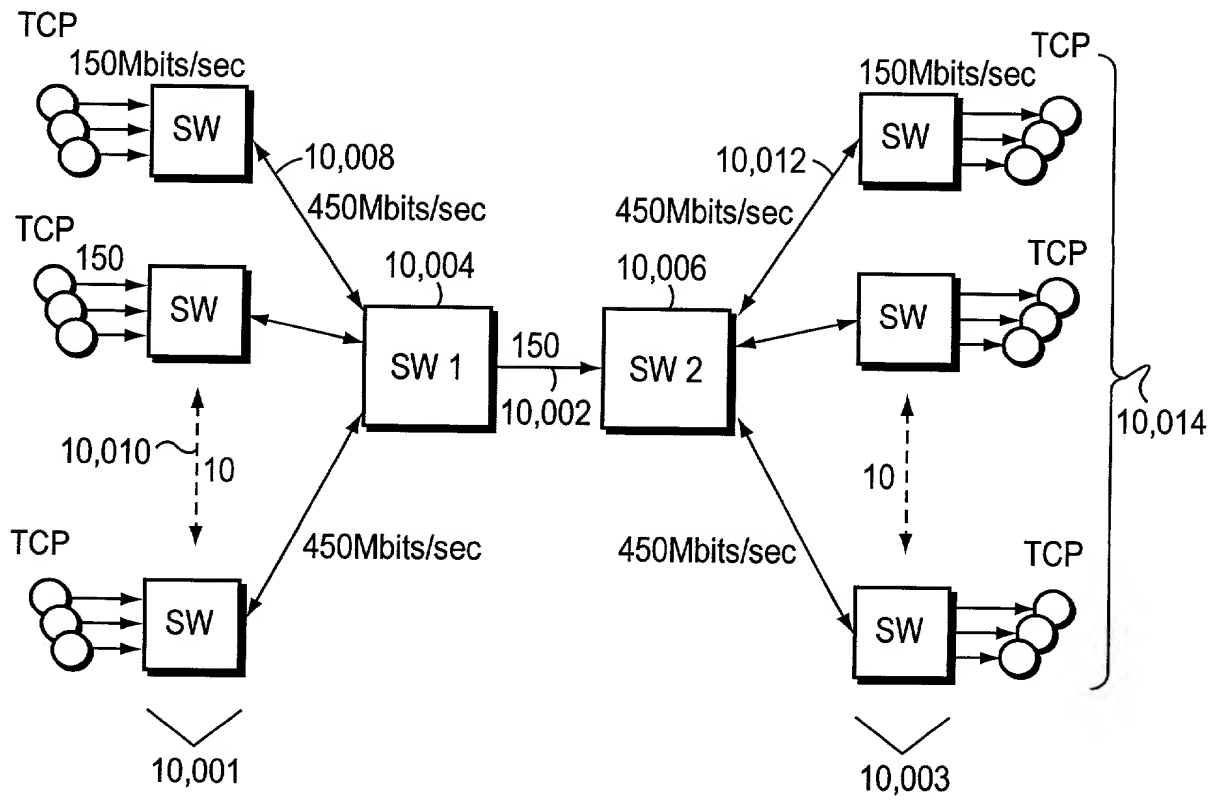 TCP
TCP
150Mbits/sec
150Mbits/sec
SW
SW
10,008
10,012
450Mbits/sec
450Mbits/sec
TCP
TCP
150
10,004
10,006
SW
SW
SW 1
150
SW 2
10,002
10,014
10,010
10
10
TCP
450Mbits/sec
450Mbits/sec
TCP
SW
SW
10,001
10,003